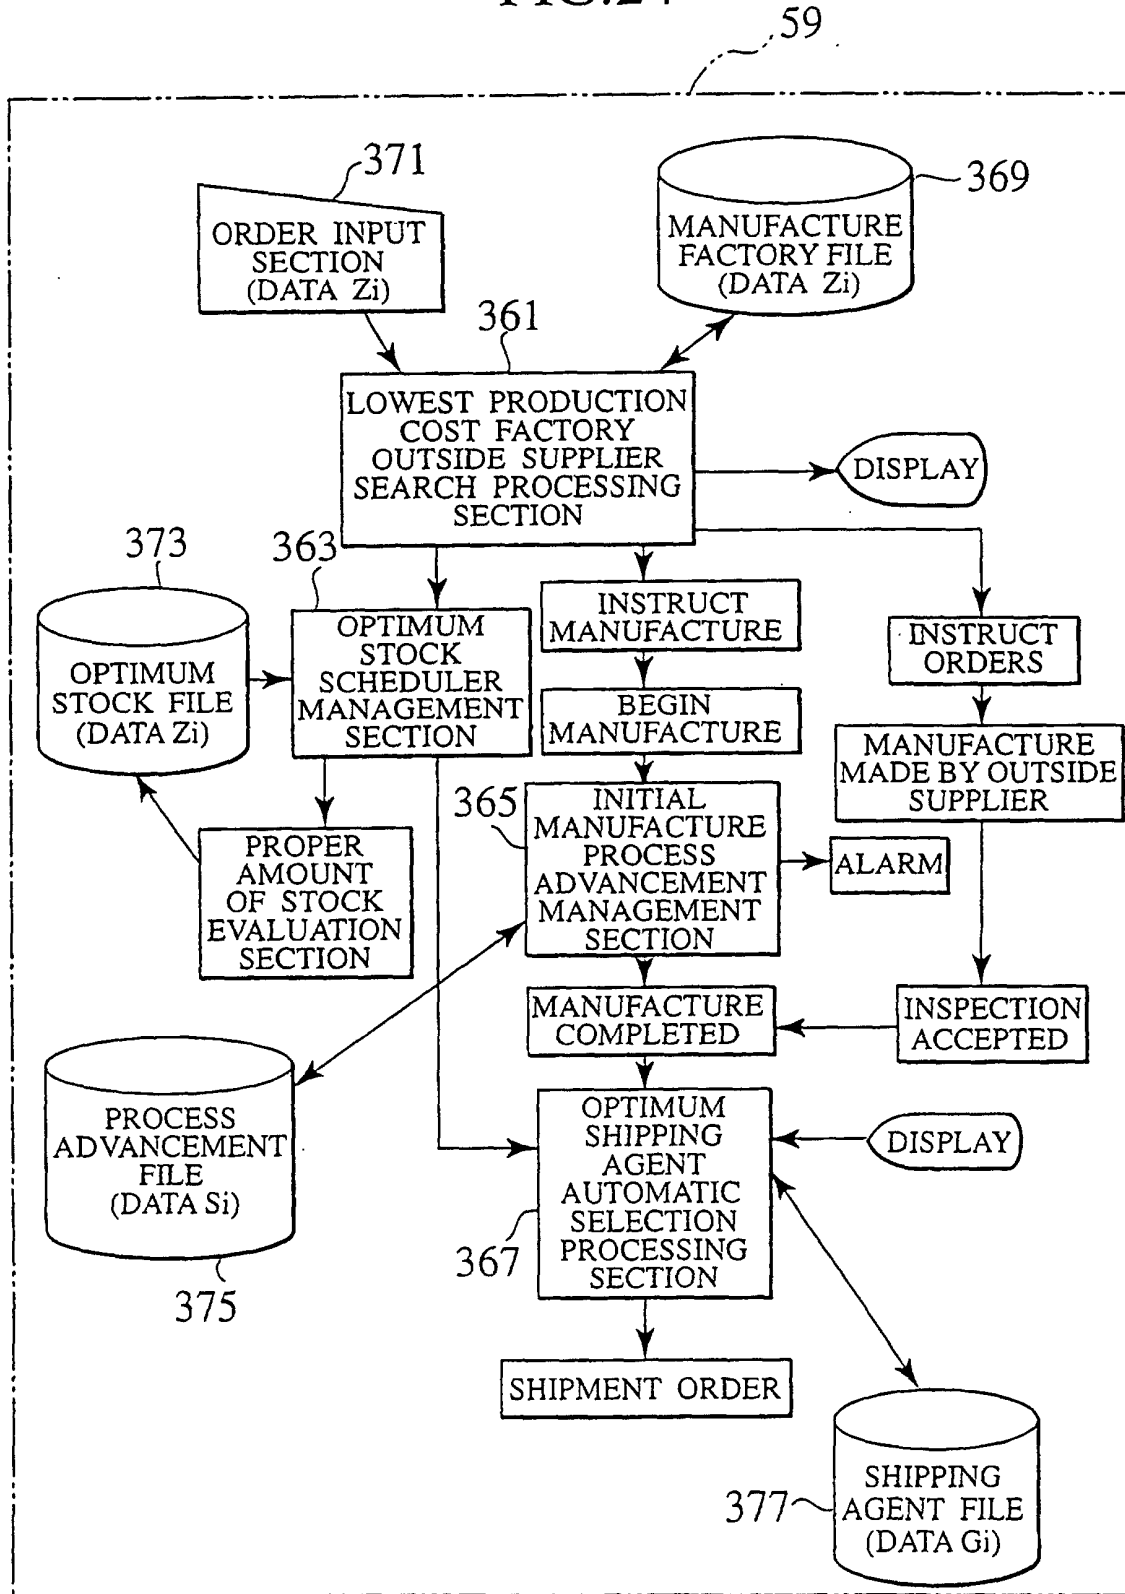 59
371
369
ORDER INPUT
SECTION
(DATA Zi)
MANUFACTURE
FACTORY FILE
(DATA Zi)
361
LOWEST PRODUCTION
COST FACTORY
OUTSIDE SUPPLIER
SEARCH PROCESSING
SECTION
DISPLAY
373
363
OPTIMUM
STOCK FILE
(DATA Zi)
OPTIMUM
STOCK
SCHEDULER
MANAGEMENT
SECTION
INSTRUCT
MANUFACTURE
INSTRUCT
ORDERS
BEGIN
MANUFACTURE
MANUFACTURE
MADE BY OUTSIDE
SUPPLIER
365
INITIAL
MANUFACTURE
PROCESS
ADVANCEMENT
MANAGEMENT
SECTION
ALARM
PROPER
AMOUNT
OF STOCK
EVALUATION
SECTION
MANUFACTURE
COMPLETED
INSPECTION
ACCEPTED
PROCESS
ADVANCEMENT
FILE
(DATA Si)
375
OPTIMUM
SHIPPING
AGENT
AUTOMATIC
SELECTION
PROCESSING
SECTION
367
DISPLAY
SHIPMENT ORDER
377
SHIPPING
AGENT FILE
(DATA Gi)